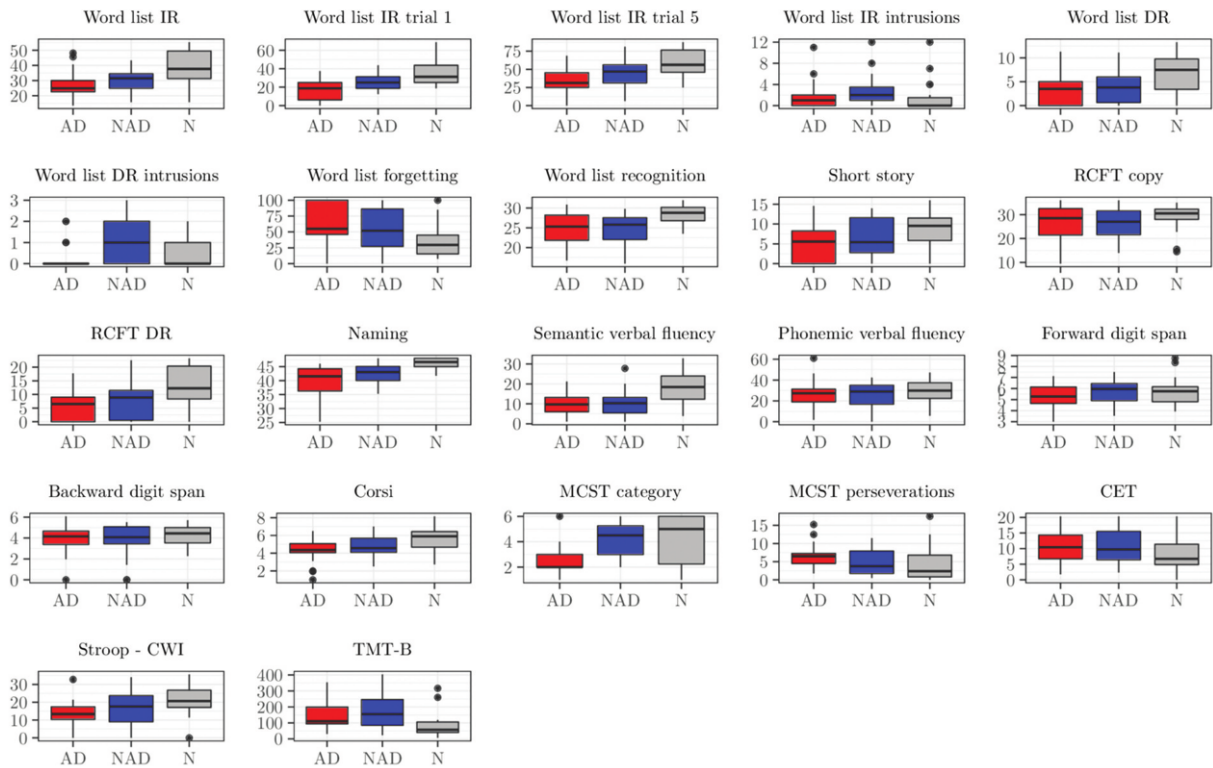 Word list IR Word list IR trial 1 Word list IR trial 5 Word list IR intrusions Word list DR
50 60 75 12 10
40 40 50 8 5
30 20 25 4 0
20 0 0 0
AD NAD N AD NAD N AD NAD N AD NAD N AD NAD N
Word list DR intrusions Word list forgetting Word list recognition Short story RCFT copy
3 100 30 15 30
2 75 25 10 20
1 50 20 5 10
0 25 0
0
AD NAD N AD NAD N AD NAD N AD NAD N AD NAD N
RCFT DR Naming Semantic verbal fluency Phonemic verbal fluency Forward digit span
20 45 30 60 9
15 40 20 40 8
10 35 10 20 7
5 30 0 0 6
0 25 5
4
3
AD NAD N AD NAD N AD NAD N AD NAD N AD NAD N
Backward digit span Corsi MCST category MCST perseverations CET
6 8 6 15 20
4 6 4 10 15
2 4 2 5 10
0 2 0 5
0
AD NAD N AD NAD N AD NAD N AD NAD N AD NAD N
Stroop - CWI TMT-B
30 400
20 300
10 200
0 100
0
AD NAD N AD NAD N